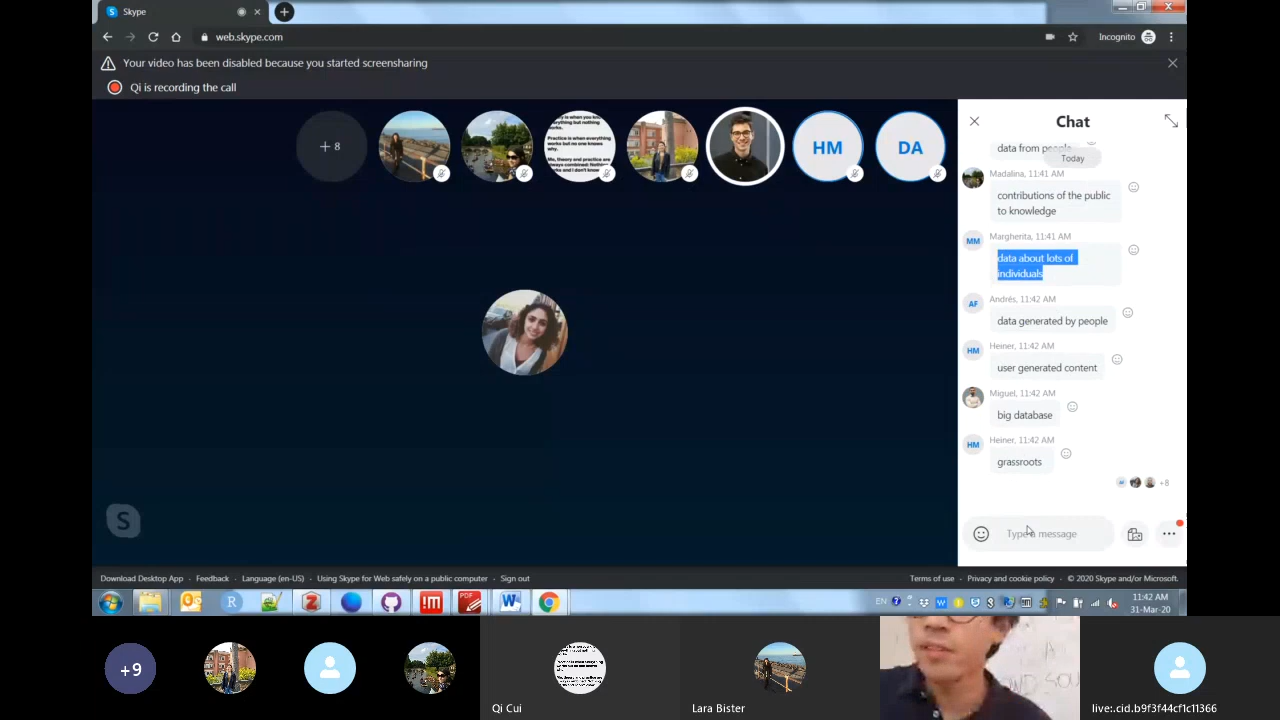 Skype
web.skype.com
Incognito
Your video has been disabled because you started screensharing
Qi is recording the call
+ 8
HM
DA
Chat
data from people
Today
Madalina, 11:41 AM
contributions of the public
to knowledge
MM
Margherita, 11:41 AM
data about lots of
individuals
AF
Andrés, 11:42 AM
data generated by people
HM
Heiner, 11:42 AM
user generated content
Miguel, 11:42 AM
big database
HM
Heiner, 11:42 AM
grassroots
+8
Type a message
Download Desktop App · Feedback · Language (en-US) · Using Skype for Web safely on a public computer · Sign out
Terms of use · Privacy and cookie policy · © 2020 Skype and/or Microsoft.
EN
11:42 AM
31-Mar-20
+9
Qi Cui
Lara Bister
live:.cid.b9f3f44cf1c11366